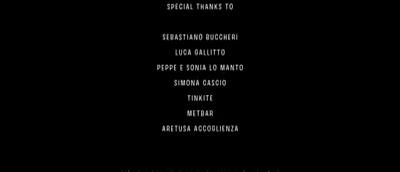 SPECIAL THANKS TO
SEBASTIANO BUCCHERI
LUCA GALLITTO
PEPPE E SONIA LO MANTO
SIMONA CASCIO
TINKITE
METBAR
ARETUSA ACCOGLIENZA